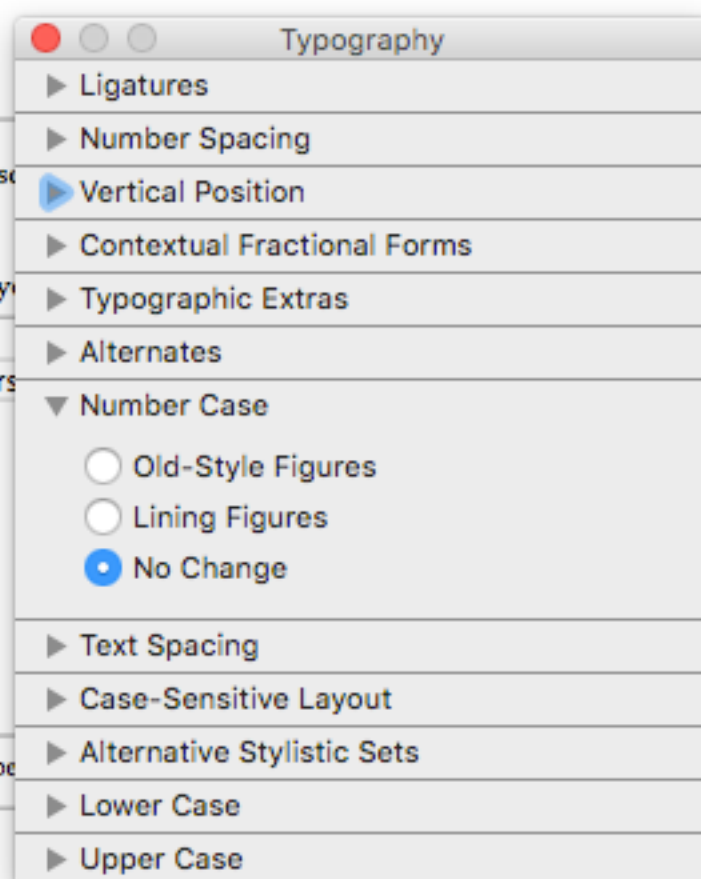 Typography
Ligatures
Number Spacing
Vertical Position
Contextual Fractional Forms
Typographic Extras
Alternates
Number Case
Old-Style Figures
Lining Figures
No Change
Text Spacing
Case-Sensitive Layout
Alternative Stylistic Sets
Lower Case
Upper Case